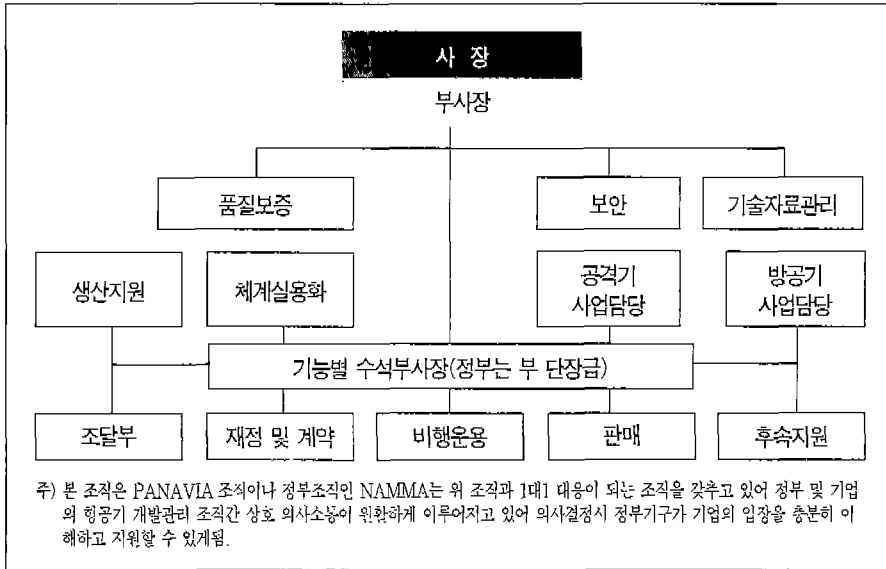 사 장
부사장
품질보증
보안
기술자료관리
생산지원
체계실용화
공격기
사업담당
방공기
사업담당
기능별 수석부사장(정부는 부 단장급)
조달부
재정 및 계약
비행운용
판매
후속지원
주) 본 조직은 PANAVIA 조직이나 정부조직인 NAMMA는 위 조직과 1대1 대응이 되는 조직을 갖추고 있어 정부 및 기업
의 항공기 개발관리 조직간 상호 의사소통이 원활하게 이루어지고 있어 의사결정시 정부기구가 기업의 입장을 충분히 이
해하고 지원할 수 있게됨.